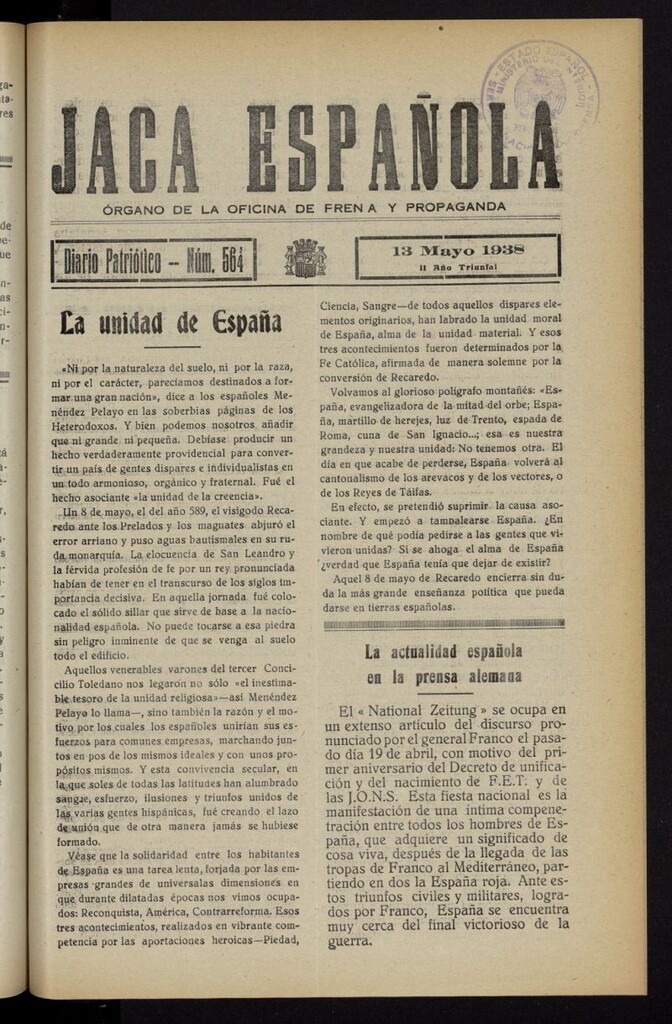 JACA ESPAÑOLA
ESTADO ESPAÑOL
ÓRGANO DE LA OFICINA DE FREN A Y PROPAGANDA
Diario Patriótico — Núm. 564
13 Mayo 1938
II Año Triunfal
La unidad de España
«Ni por la naturaleza del suelo, ni por la raza,
ni por el carácter, parecíamos destinados a for-
mar una gran nación», dice a los españoles Me-
néndez Pelayo en las soberbias páginas de los
Heterodoxos. Y bien podemos nosotros añadir
que ni grande ni pequeña. Debíase producir un
hecho verdaderamente providencial para conver-
tir un país de gentes dispares e individualistas en
un todo armonioso, orgánico y fraternal. Fué el
hecho asociante «la unidad de la creencia».
Un 8 de mayo, el del año 589, el visigodo Reca-
redo ante los Prelados y los magnates abjuró el
error arriano y puso aguas bautismales en su ru-
da monarquía. La elocuencia de San Leandro y
la férvida profesión de fe por un rey pronunciada
habían de tener en el transcurso de los siglos im-
portancia decisiva. En aquella jornada fué colo-
cado el sólido sillar que sirve de base a la nacio-
nalidad española. No puede tocarse a esa piedra
sin peligro inminente de que se venga al suelo
todo el edificio.
Aquellos venerables varones del tercer Conci-
cilio Toledano nos legaron no sólo «el inestima-
ble tesoro de la unidad religiosa»—así Menéndez
Pelayo lo llama—, sino también la razón y el mo-
tivo por los cuales los españoles unirían sus es-
fuerzos para comunes empresas, marchando jun-
tos en pos de los mismos ideales y con unos pro-
pósitos mismos. Y esta convivencia secular, en
la que soles de todas las latitudes han alumbrado
sangre, esfuerzo, ilusiones y triunfos unidos de
las varias gentes hispánicas, fué creando el lazo
de unión que de otra manera jamás se hubiese
formado.
Véase que la solidaridad entre los habitantes
de España es una tarea lenta, forjada por las em-
presas grandes de universalas dimensiones en
que durante dilatadas épocas nos vimos ocupa-
dos: Reconquista, América, Contrarreforma. Esos
tres acontecimientos, realizados en vibrante com-
petencia por las aportaciones heroicas—Piedad,
Ciencia, Sangre—de todos aquellos dispares ele-
mentos originarios, han labrado la unidad moral
de España, alma de la unidad material. Y esos
tres acontecimientos fueron determinados por la
Fe Católica, afirmada de manera solemne por la
conversión de Recaredo.
Volvamos al glorioso polígrafo montañés: «Es-
paña, evangelizadora de la mitad del orbe; Espa-
ña, martillo de herejes, luz de Trento, espada de
Roma, cuna de San Ignacio...; esa es nuestra
grandeza y nuestra unidad: No tenemos otra. El
día en que acabe de perderse, España volverá al
cantonalismo de los arevacos y de los vectores, o
de los Reyes de Táifas.
En efecto, se pretendió suprimir la causa aso-
ciante. Y empezó a tambalearse España. ¿En
nombre de qué podía pedirse a las gentes que vi-
vieron unidas? Si se ahoga el alma de España
¿verdad que España tenía que dejar de existir?
Aquel 8 de mayo de Recaredo encierra sin du-
da la más grande enseñanza política que pueda
darse en tierras españolas.
La actualidad española
en la prensa alemana
El « National Zeitung » se ocupa en
un extenso artículo del discurso pro-
nunciado por el general Franco el pasa-
do día 19 de abril, con motivo del pri-
mer aniversario del Decreto de unifica-
ción y del nacimiento de F.E.T. y de
las J.O.N.S. Esta fiesta nacional es la
manifestación de una íntima compene-
tración entre todos los hombres de Es-
paña, que adquiere un significado de
cosa viva, después de la llegada de las
tropas de Franco al Mediterráneo, par-
tiendo en dos la España roja. Ante es-
tos triunfos civiles y militares, logra-
dos por Franco, España se encuentra
muy cerca del final victorioso de la
guerra.